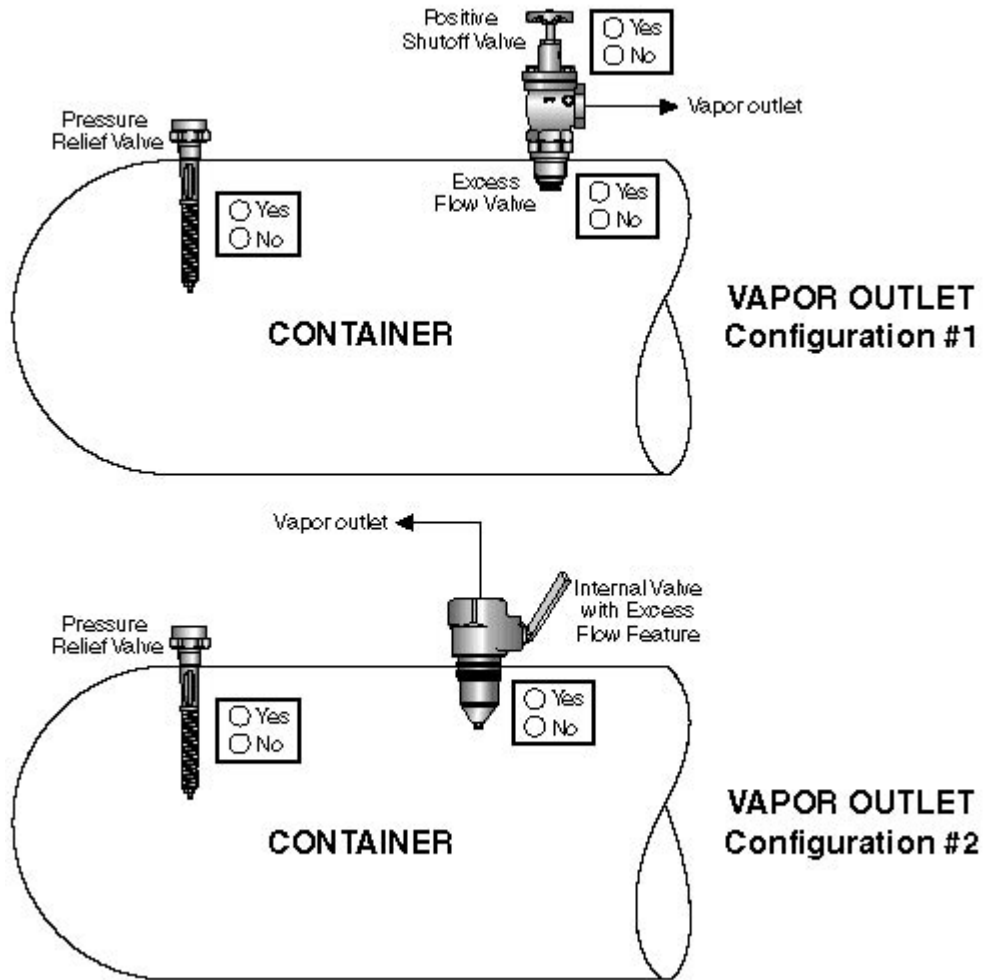 Positive
Shutoff Valve
Yes
No
Vapor outlet
Pressure
Relief Valve
Yes
No
Excess
Flow Valve
Yes
No
CONTAINER
VAPOR OUTLET
Configuration #1
Vapor outlet
Internal Valve
with Excess
Flow Feature
Pressure
Relief Valve
Yes
No
Yes
No
CONTAINER
VAPOR OUTLET
Configuration #2